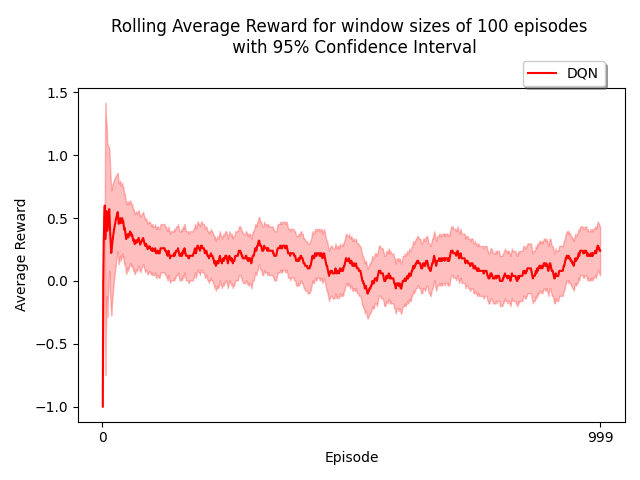 Rolling Average Reward for window sizes of 100 episodes
with 95% Confidence Interval
DQN
1.5
1.0
0.5
0.0
−0.5
−1.0
Average Reward
0
999
Episode